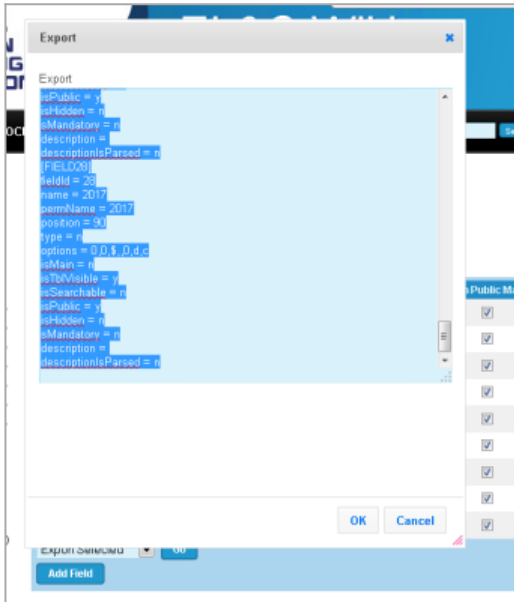 Export
Export
isPublic = y
isHidden = n
isMandatory = n
description =
descriptionIsParsed = n
[FIELD28]
fieldId = 28
name = 2017
permName = 2017
position = 90
type = n
options = 0,0,$,,0,d,c
isMain = n
isTblVisible = y
isSearchable = n
isPublic = y
isHidden = n
isMandatory = n
description =
descriptionIsParsed = n
Public
OK Cancel
Export Selected Go
Add Field